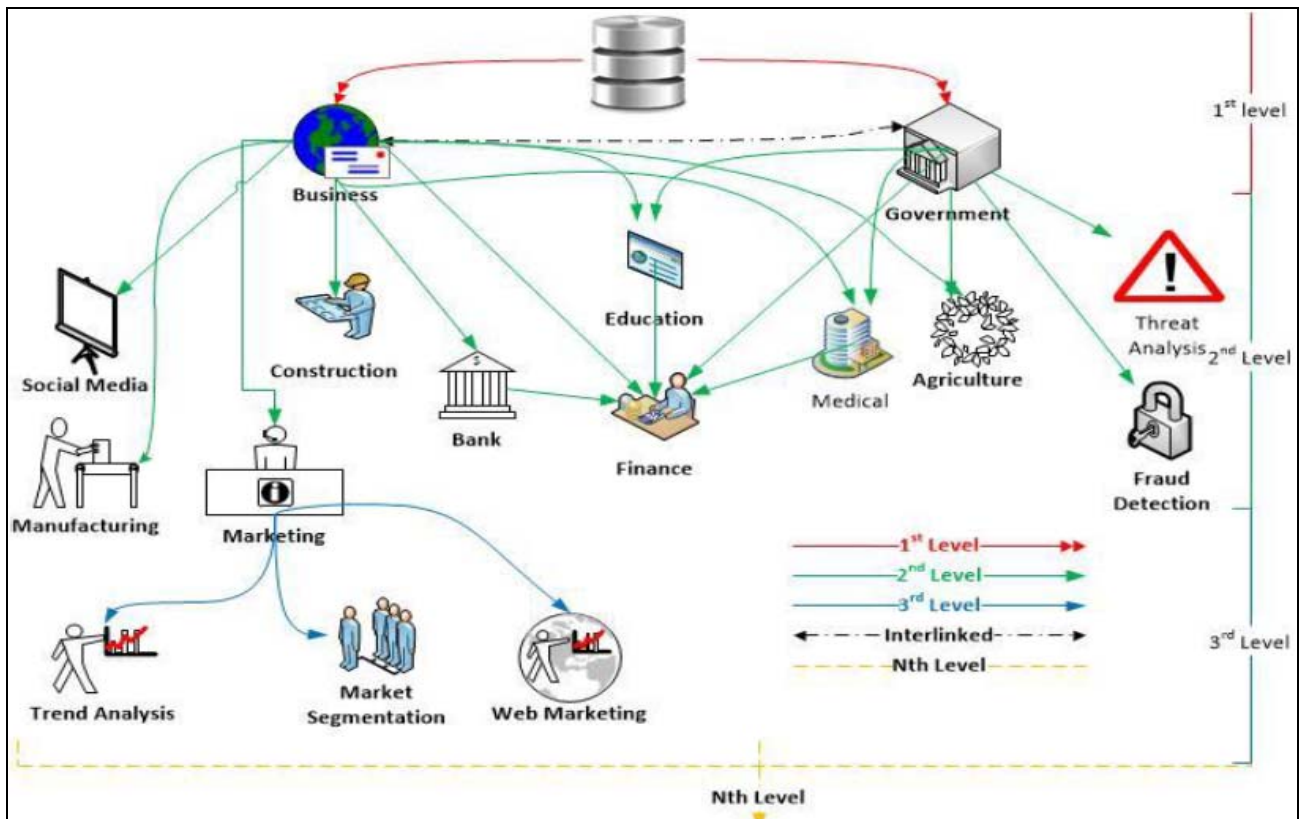 1st level
Business
Government
Education
Construction
Social Media
Bank
Finance
Medical
Agriculture
Threat
Analysis
2nd Level
Fraud
Detection
Manufacturing
Marketing
1st Level
2nd Level
3rd Level
Interlinked
Nth Level
3rd Level
Trend Analysis
Market
Segmentation
Web Marketing
Nth Level